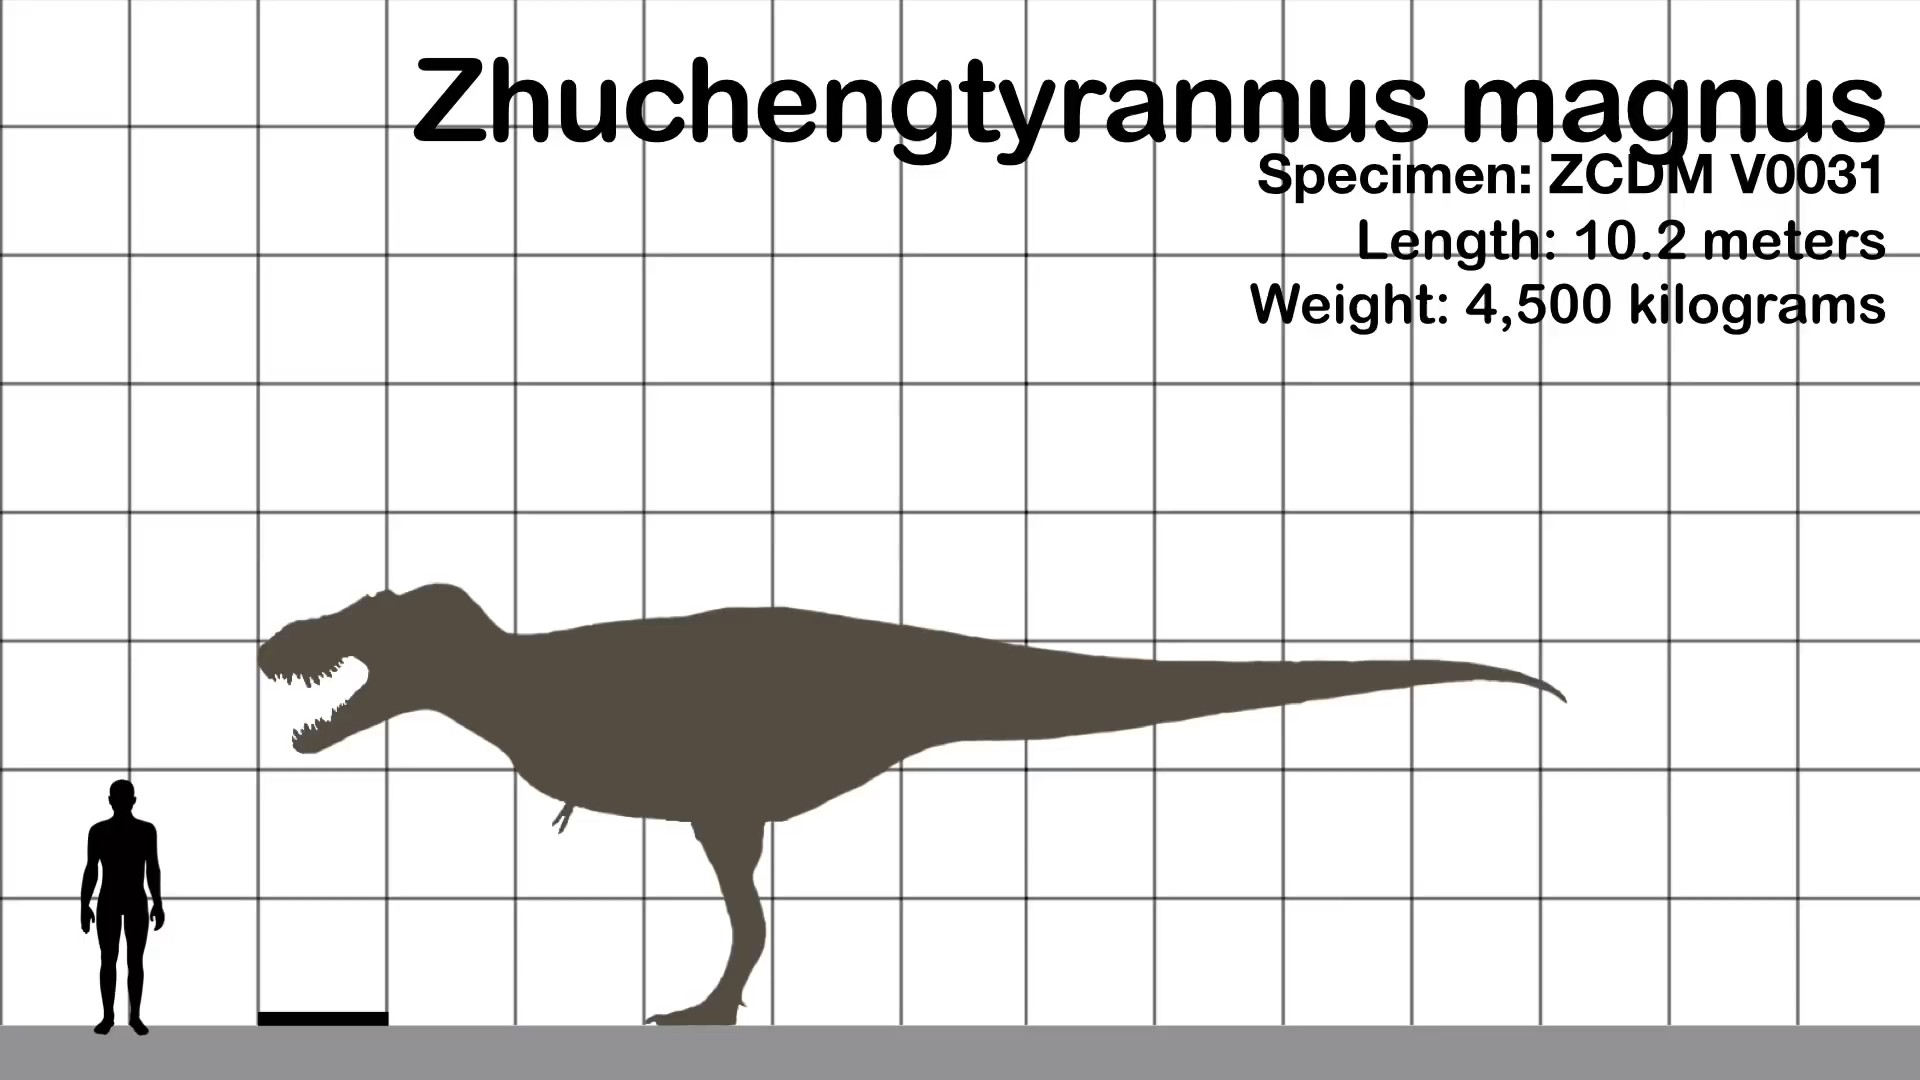 Zhuchengtyrannus magnus
Specimen: ZCDM V0031
Length: 10.2 meters
Weight: 4,500 kilograms